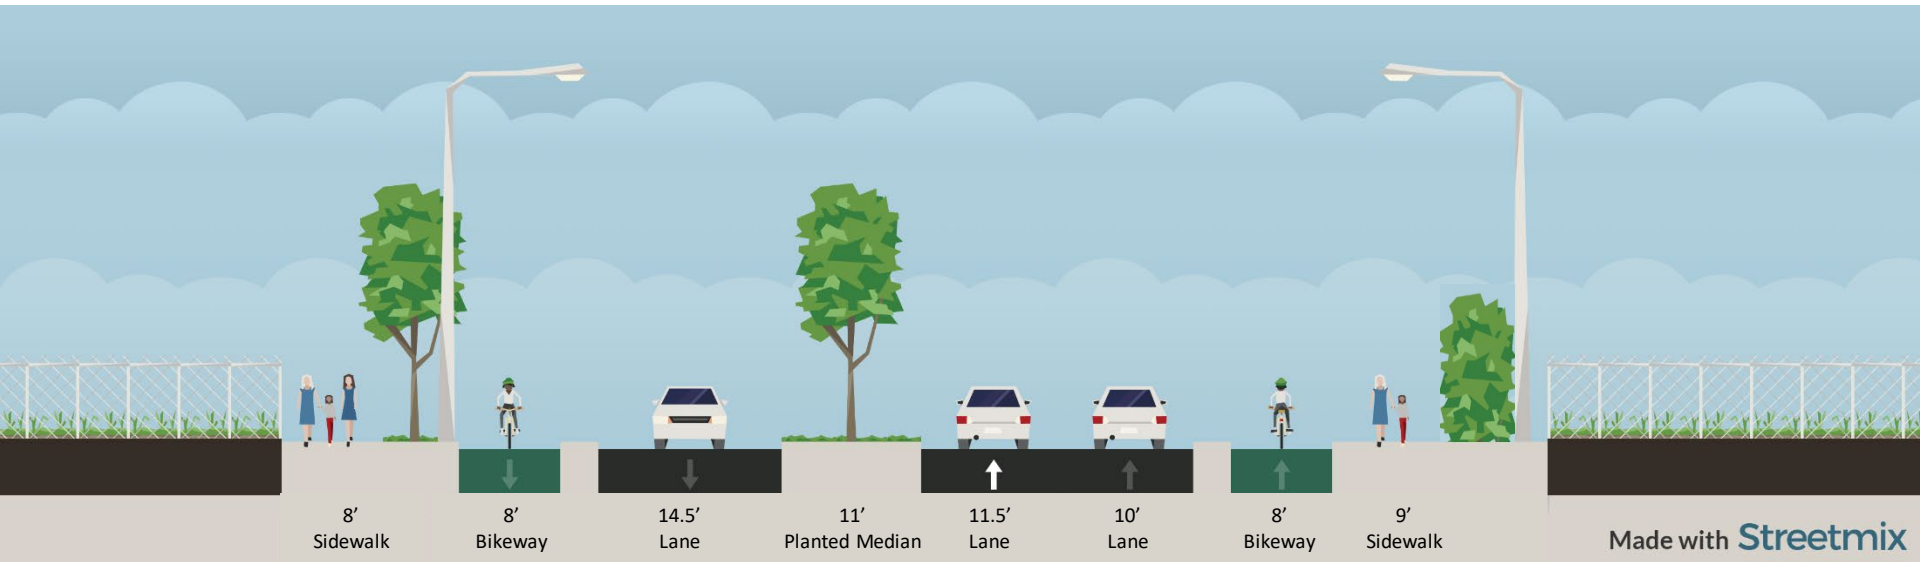 8’ 8’ 14.5’ 11’ 11.5’ 10’ 8’ 9’
Sidewalk Bikeway Lane Planted Median Lane Lane Bikeway Sidewalk
Made with Streetmix